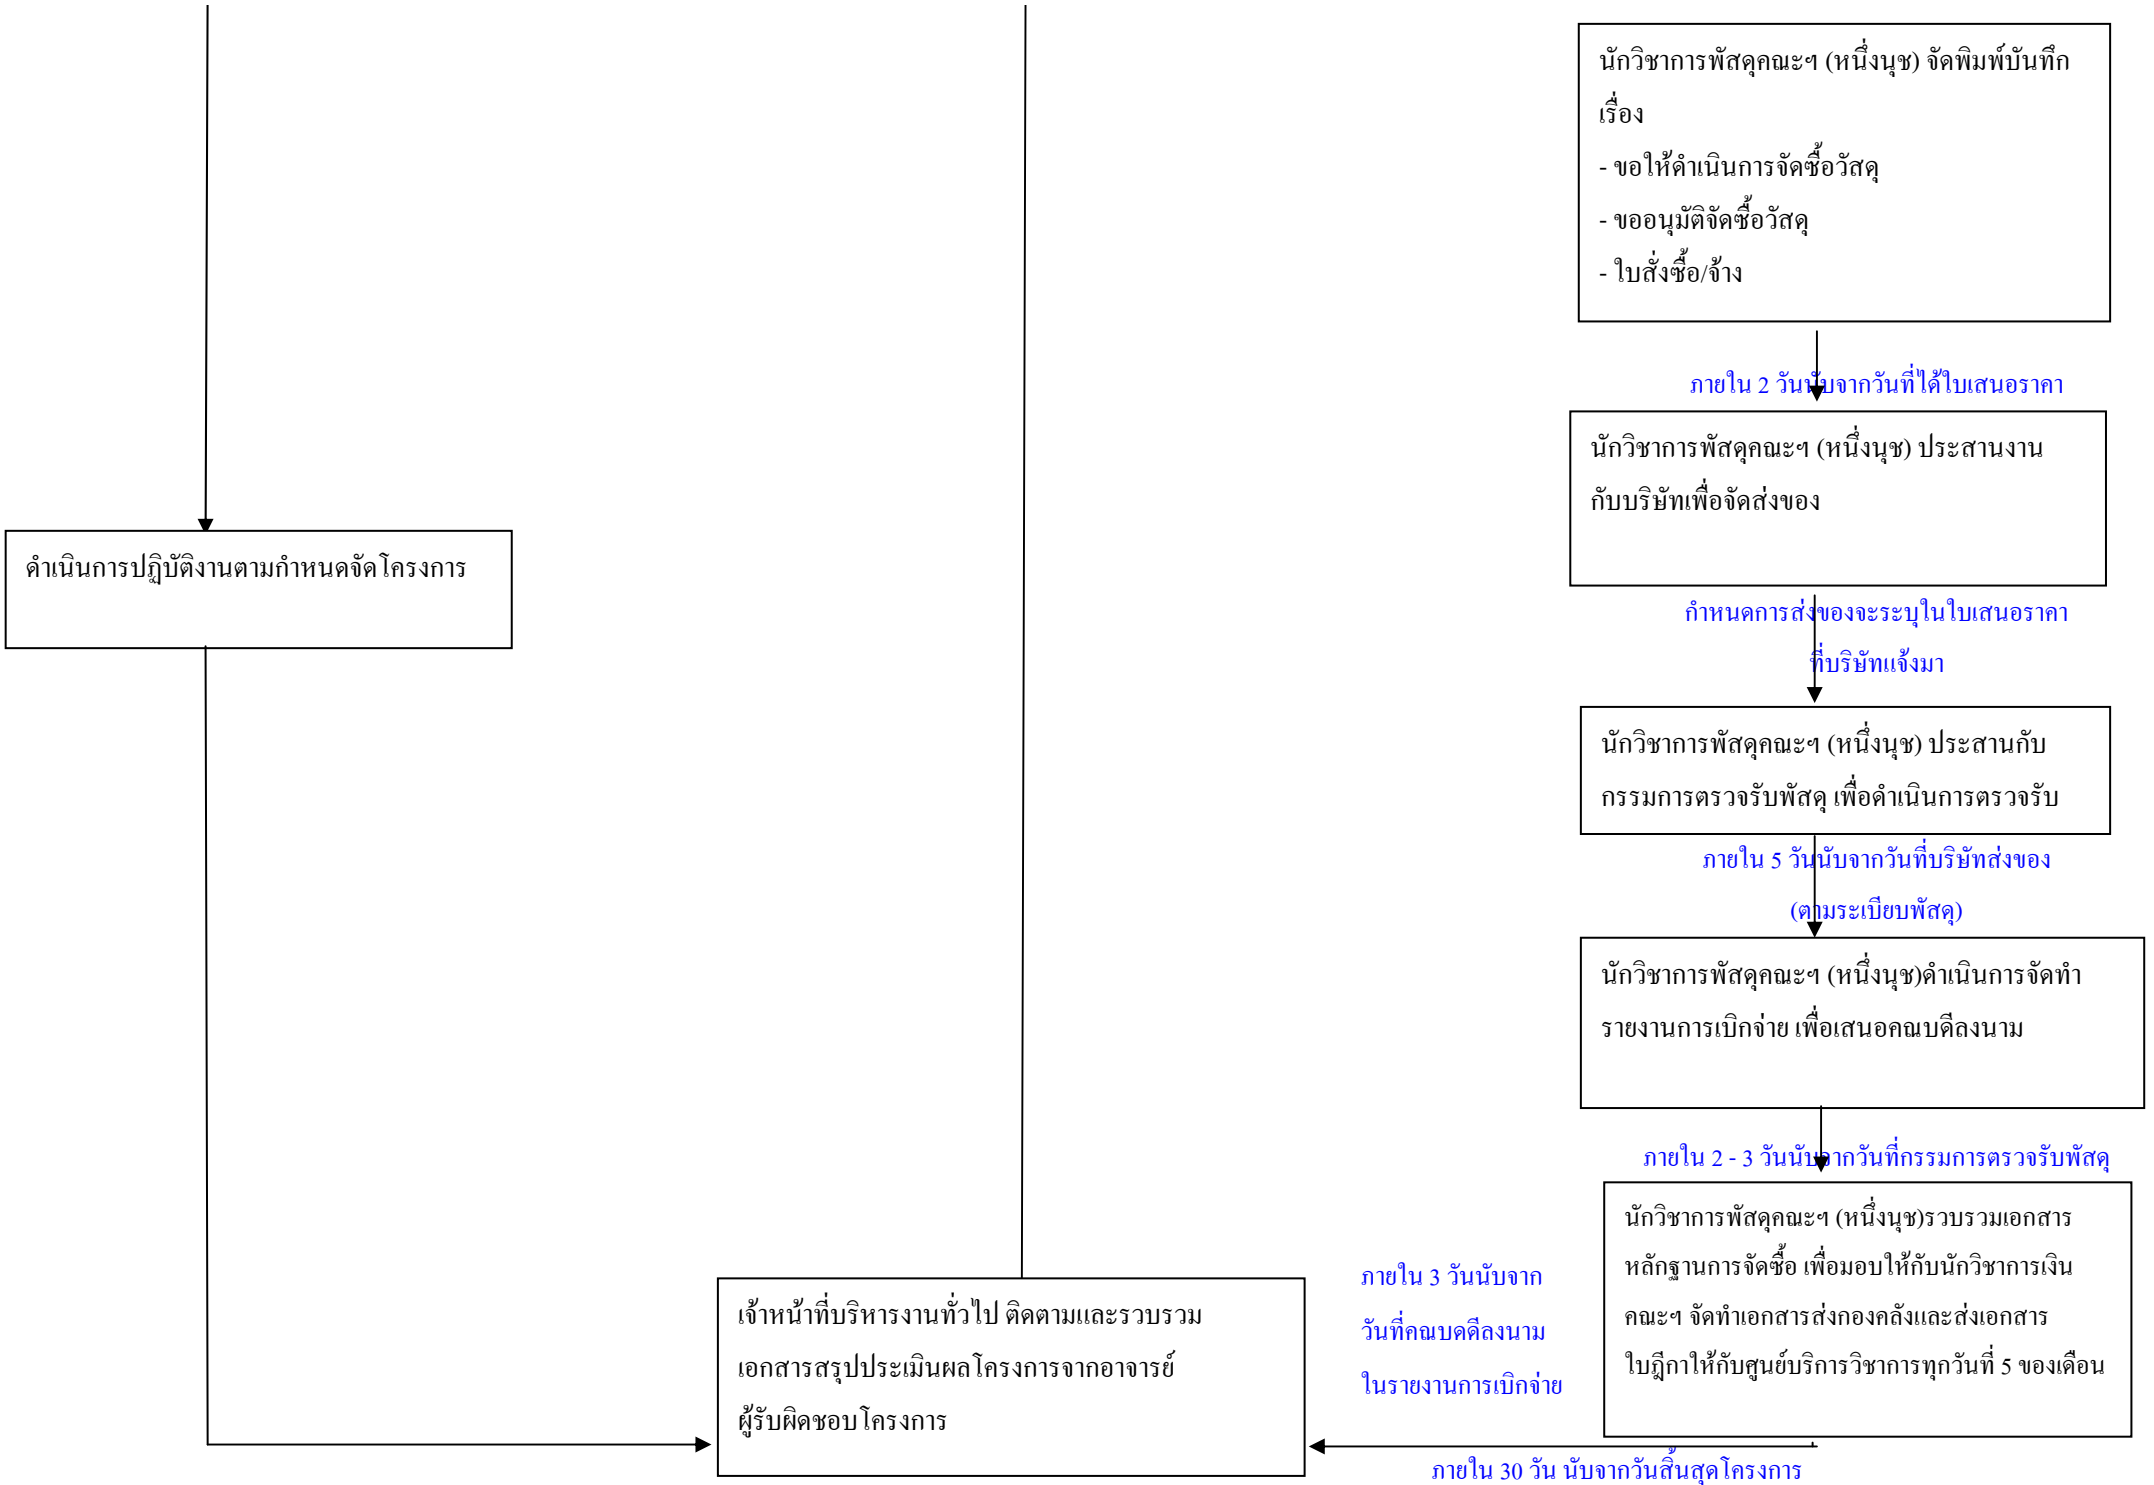 นักวิชาการพัสดุคณะฯ (หนึ่งนุช) จัดพิมพ์บันทึก
เรื่อง
- ขอให้ดำเนินการจัดซื้อวัสดุ
- ขออนุมัติจัดซื้อวัสดุ
- ใบสั่งซื้อ/จ้าง
ภายใน 2 วันนับจากวันที่ได้ใบเสนอราคา
นักวิชาการพัสดุคณะฯ (หนึ่งนุช) ประสานงาน
กับบริษัทเพื่อจัดส่งของ
ดำเนินการปฏิบัติงานตามกำหนดจัดโครงการ
กำหนดการส่งของจะระบุในใบเสนอราคา
ที่บริษัทแจ้งมา
นักวิชาการพัสดุคณะฯ (หนึ่งนุช) ประสานกับ
กรรมการตรวจรับพัสดุ เพื่อดำเนินการตรวจรับ
ภายใน 5 วันนับจากวันที่บริษัทส่งของ
(ตามระเบียบพัสดุ)
นักวิชาการพัสดุคณะฯ (หนึ่งนุช)ดำเนินการจัดทำ
รายงานการเบิกจ่าย เพื่อเสนอคณบดีลงนาม
ภายใน 2 - 3 วันนับจากวันที่กรรมการตรวจรับพัสดุ
นักวิชาการพัสดุคณะฯ (หนึ่งนุช)รวบรวมเอกสาร
หลักฐานการจัดซื้อ เพื่อมอบให้กับนักวิชาการเงิน
คณะฯ จัดทำเอกสารส่งกองคลังและส่งเอกสาร
ใบฎีกาให้กับศูนย์บริการวิชาการทุกวันที่ 5 ของเดือน
ภายใน 3 วันนับจาก
วันที่คณบดดีลงนาม
ในรายงานการเบิกจ่าย
เจ้าหน้าที่บริหารงานทั่วไป ติดตามและรวบรวม
เอกสารสรุปประเมินผลโครงการจากอาจารย์
ผู้รับผิดชอบโครงการ
ภายใน 30 วัน นับจากวันสิ้นสุดโครงการ